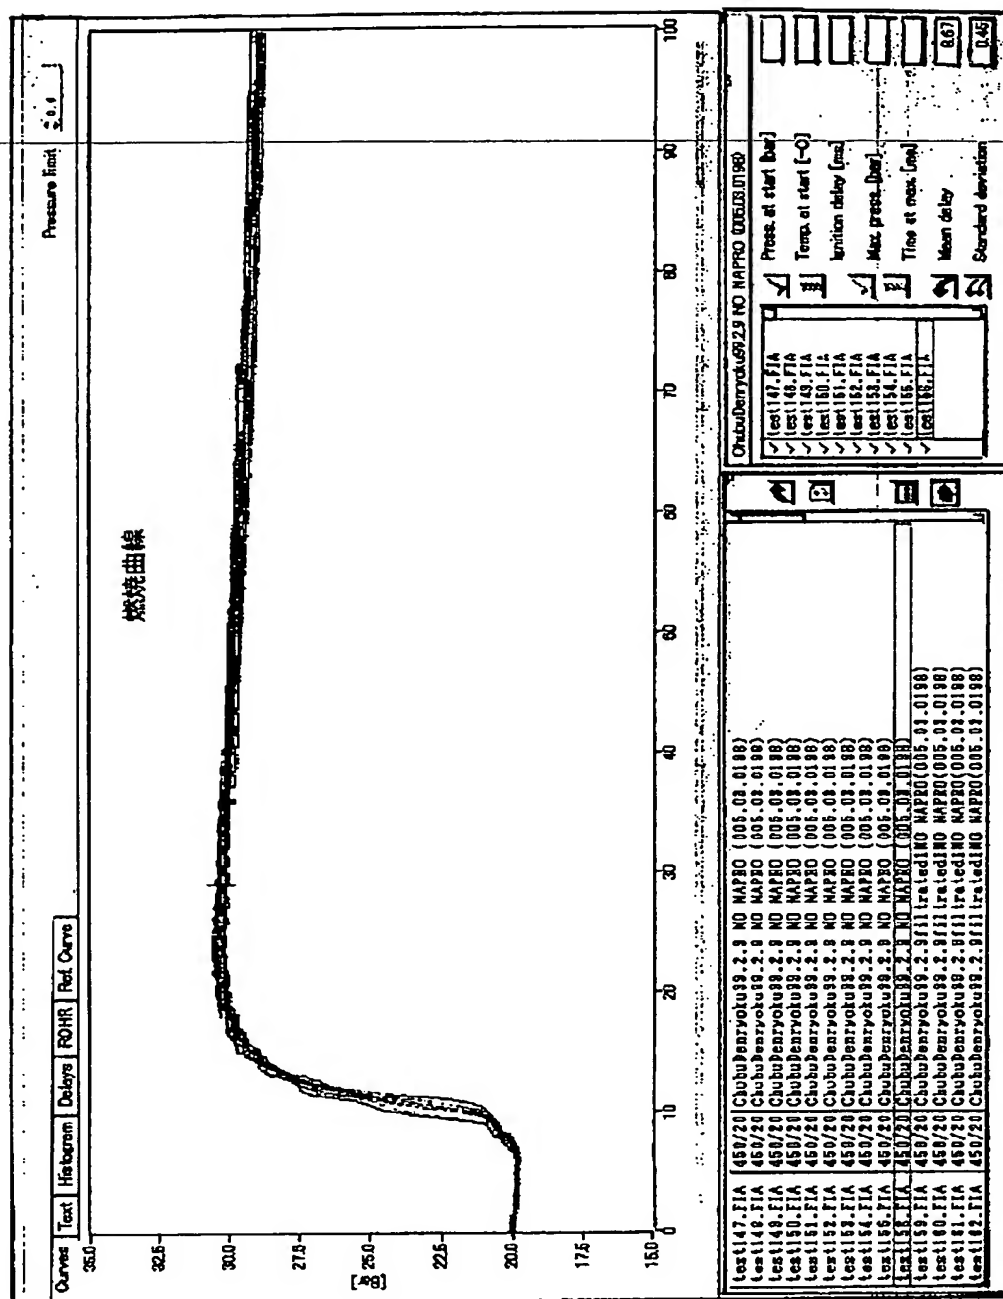 Curves Text Histogram Delays ROHR Ref. Curve
Pressure limit 0.4
燃焼曲線
35.0
30.0
27.5
22.5
20.0
17.5
15.0
[Bar]
0 10 20 30 40 50 60 70 80 90 100
test147.FIA 450/20 ChubuDenryoku99.2.9 NO NAPRO (005.03.0198)
test148.FIA 450/20 ChubuDenryoku99.2.9 NO NAPRO (005.03.0198)
test149.FIA 450/20 ChubuDenryoku99.2.9 NO NAPRO (005.03.0198)
test150.FIA 450/20 ChubuDenryoku99.2.9 NO NAPRO (005.03.0198)
test151.FIA 450/20 ChubuDenryoku99.2.9 NO NAPRO (005.03.0198)
test152.FIA 450/20 ChubuDenryoku99.2.9 NO NAPRO (005.03.0198)
test153.FIA 450/20 ChubuDenryoku99.2.9 NO NAPRO (005.03.0198)
test154.FIA 450/20 ChubuDenryoku99.2.9 NO NAPRO (005.03.0198)
test155.FIA 450/20 ChubuDenryoku99.2.9 NO NAPRO (005.03.0198)
test156.FIA 450/20 ChubuDenryoku99.2.9 NO NAPRO (005.03.0198)
test159.FIA 450/20 ChubuDenryoku99.2.9filtratedINO NAPRO(005.03.0198)
test160.FIA 450/20 ChubuDenryoku99.2.9filtratedINO NAPRO(005.03.0198)
test161.FIA 450/20 ChubuDenryoku99.2.9filtratedINO NAPRO(005.03.0198)
test162.FIA 450/20 ChubuDenryoku99.2.9filtratedINO NAPRO(005.03.0198)
ChubuDenryoku99.2.9 NO NAPRO (005.03.0198)
test147.FIA
test148.FIA
test149.FIA
test150.FIA
test151.FIA
test152.FIA
test153.FIA
test154.FIA
test155.FIA
test156.FIA
Press. at start [bar]
Temp. at start [-C]
Ignition delay [ms]
Max. press. [bar]
Time at max. [ms]
Mean delay 8.67
Standard deviation 0.46